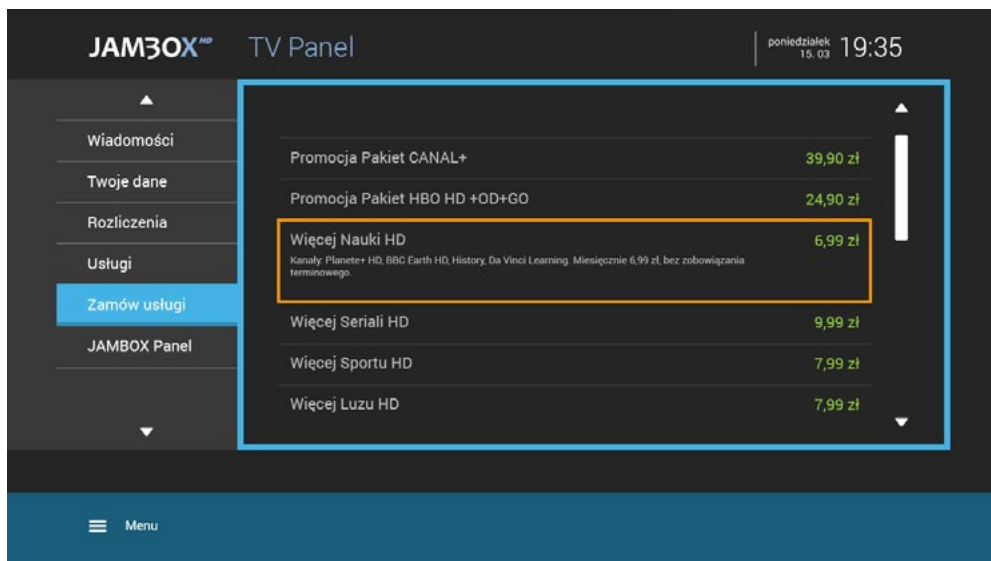 JAMBOX HD
TV Panel
poniedziałek
15. 03
19:35
Wiadomości
Twoje dane
Rozliczenia
Usługi
Zamów usługi
JAMBOX Panel
Promocja Pakiet CANAL+ 39,90 zł
Promocja Pakiet HBO HD +OD+GO 24,90 zł
Więcej Nauki HD 6,99 zł
Kanały: Planete+ HD, BBC Earth HD, History, Da Vinci Learning. Miesięcznie 6,99 zł, bez zobowiązania
terminowego.
Więcej Seriali HD 9,99 zł
Więcej Sportu HD 7,99 zł
Więcej Luzu HD 7,99 zł
Menu